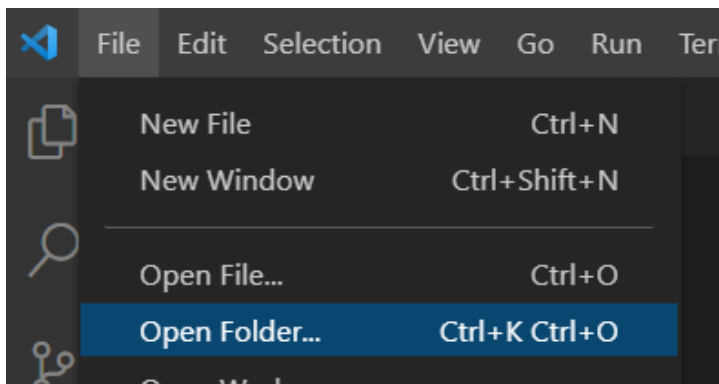 File Edit Selection View Go Run
New File Ctrl+N
New Window Ctrl+Shift+N
Open File... Ctrl+O
Open Folder... Ctrl+K Ctrl+O